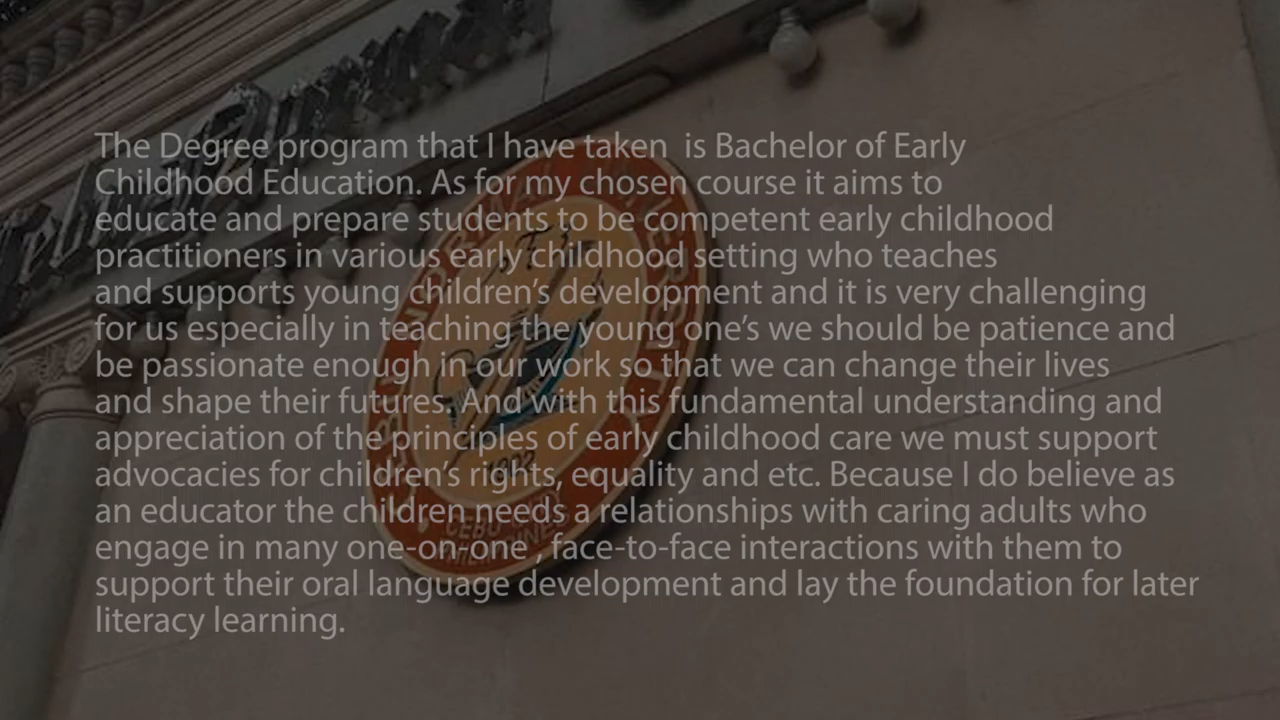 The Degree program that I have taken  is Bachelor of Early
Childhood Education. As for my chosen course it aims to
educate and prepare students to be competent early childhood
practitioners in various early childhood setting who teaches
and supports young children's development and it is very challenging
for us especially in teaching the young one's we should be patience and
be passionate enough in our work so that we can change their lives
and shape their futures. And with this fundamental understanding and
appreciation of the principles of early childhood care we must support
advocacies for children's rights, equality and etc. Because I do believe as
an educator the children needs a relationships with caring adults who
engage in many one-on-one , face-to-face interactions with them to
support their oral language development and lay the foundation for later
literacy learning.